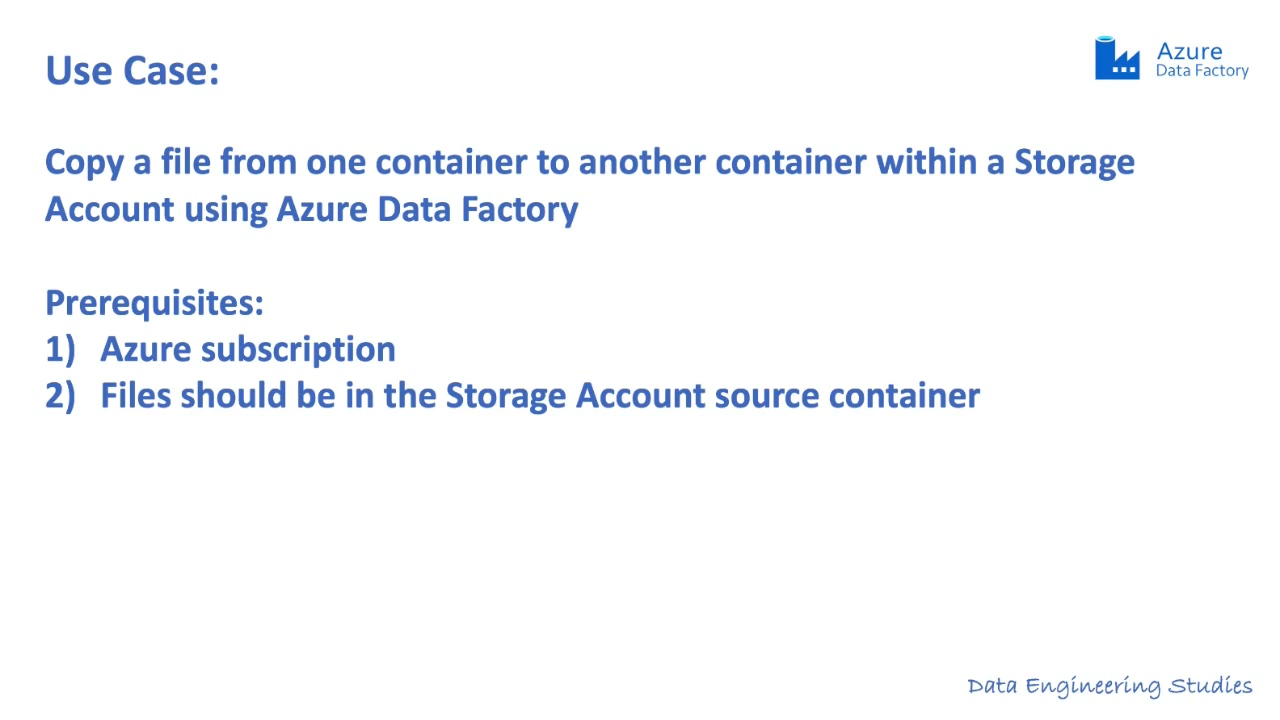 Use Case:
Azure
Data Factory
Copy a file from one container to another container within a Storage
Account using Azure Data Factory
Prerequisites:
1) Azure subscription
2) Files should be in the Storage Account source container
Data Engineering Studies